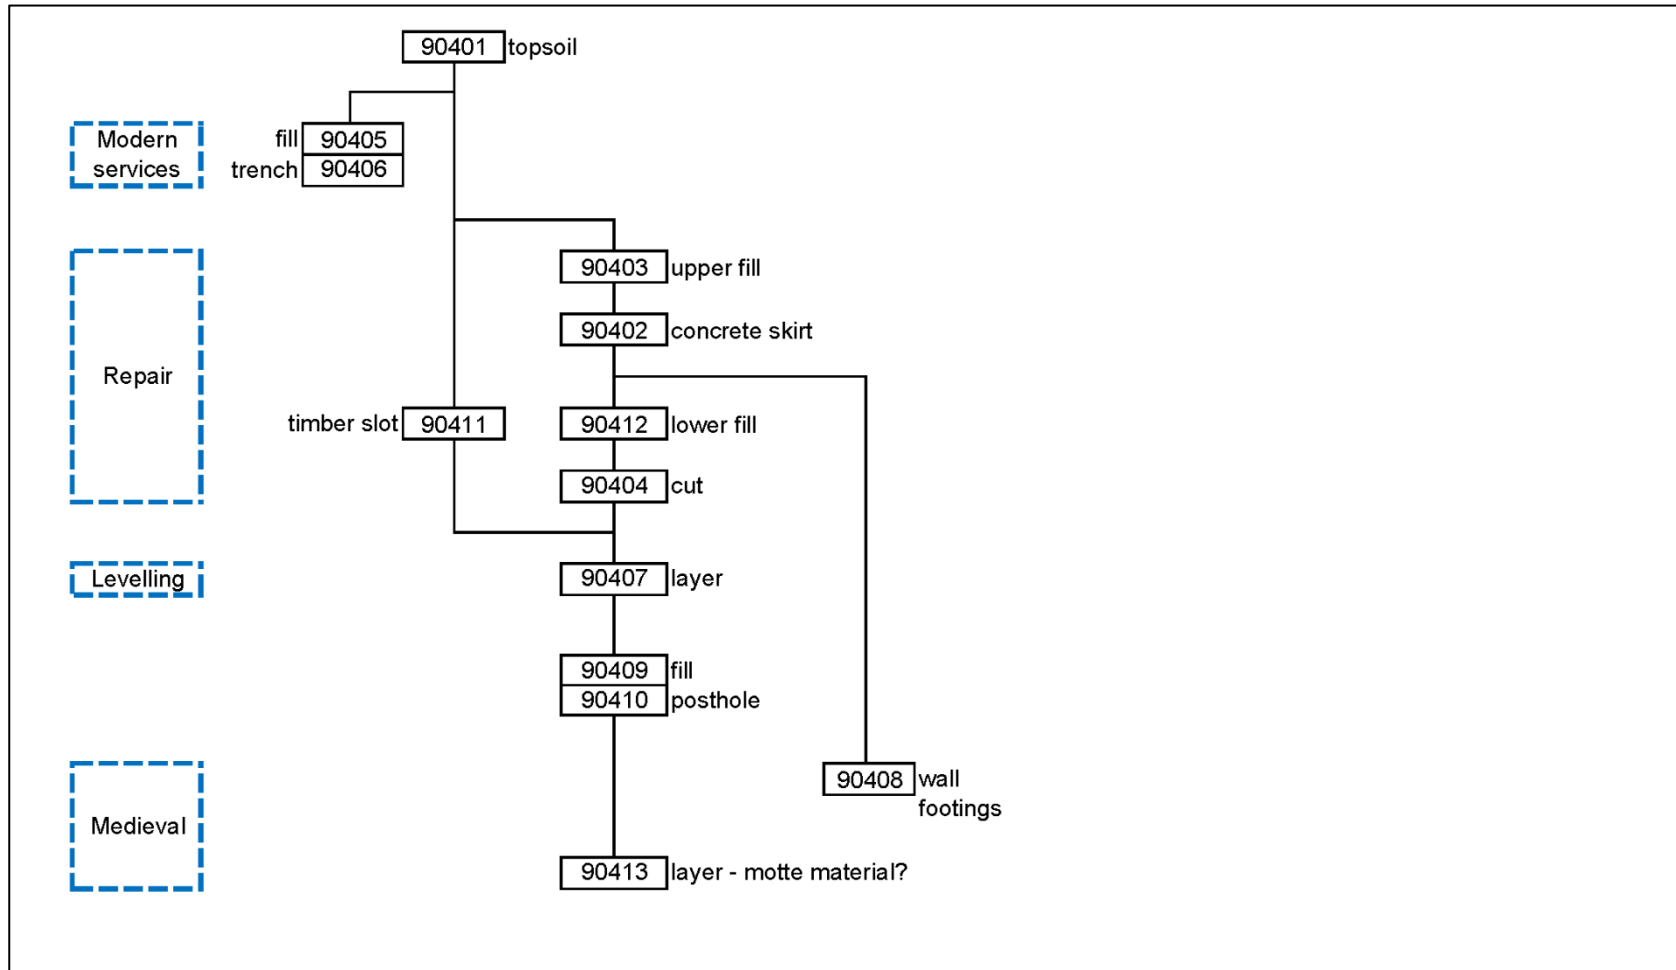 90401 topsoil
Modern
services
fill 90405
trench 90406
90403 upper fill
90402 concrete skirt
Repair
timber slot 90411
90412 lower fill
90404 cut
Levelling
90407 layer
90409 fill
90410 posthole
90408 wall
footings
Medieval
90413 layer - motte material?